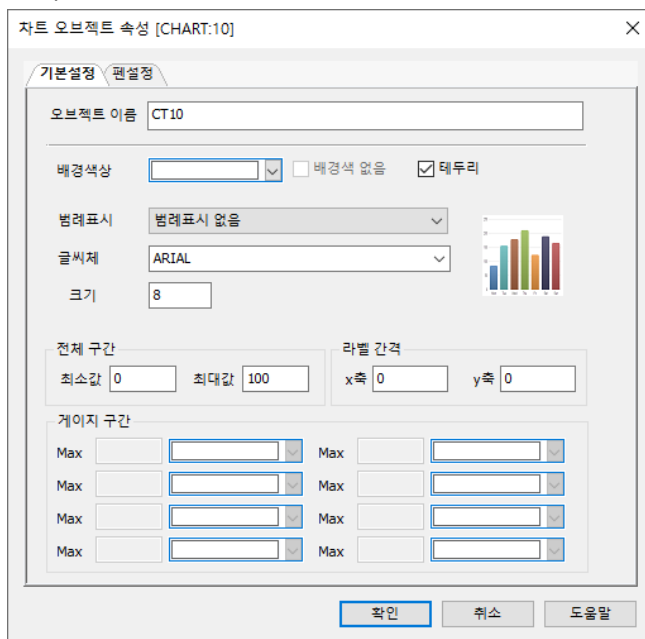 차트 오브젝트 속성 [CHART:10]
기본설정 펜설정
오브젝트 이름 CT10
배경색상 배경색 없음 테두리
범례표시 범례표시 없음
글씨체 ARIAL
크기 8
전체 구간 라벨 간격
최소값 0 최대값 100 x축 0 y축 0
게이지 구간
Max Max
Max Max
Max Max
Max Max
확인 취소 도움말